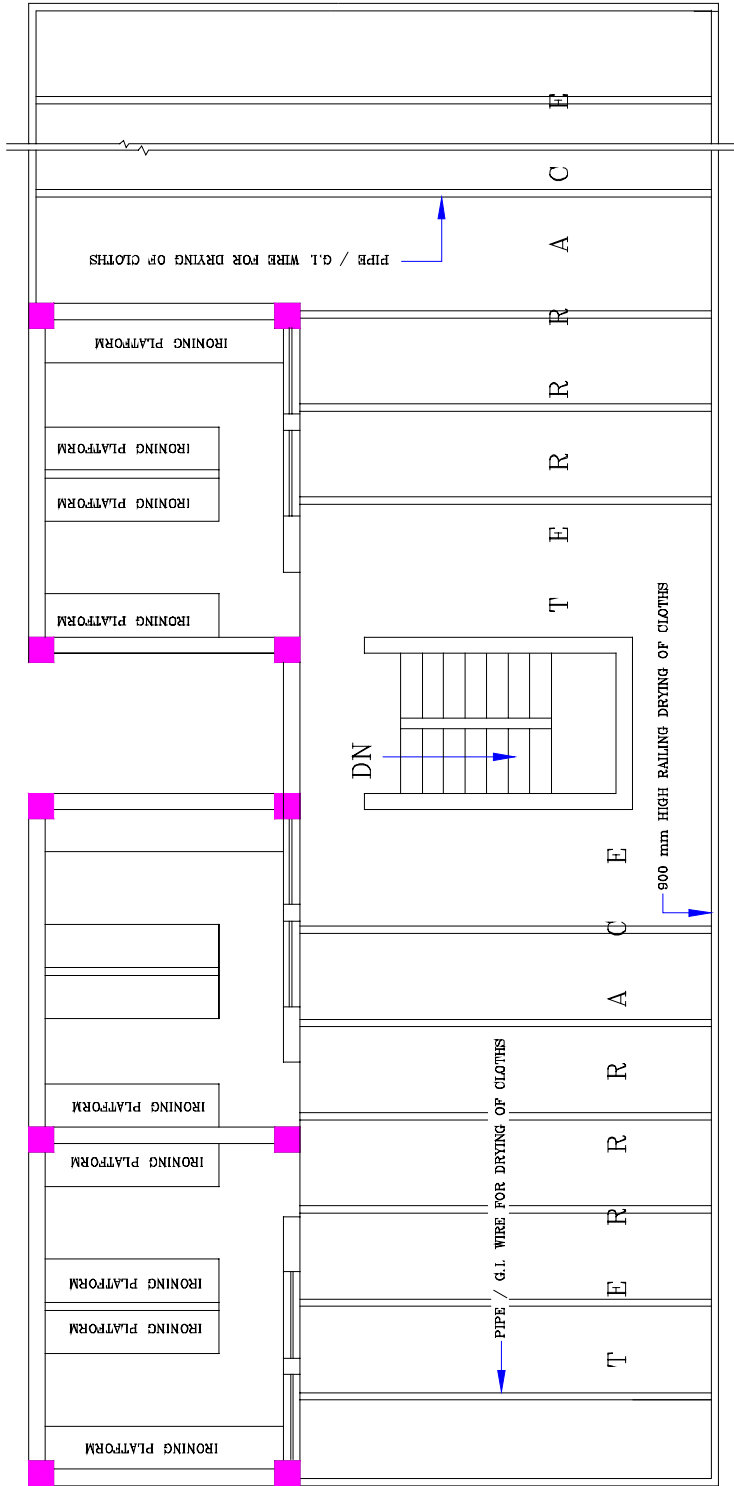 T E R R R A C E
PIPE / G.I. WIRE FOR DRYING OF CLOTHS
IRONING PLATFORM
IRONING PLATFORM
IRONING PLATFORM
IRONING PLATFORM
DN
900 mm HIGH RAILING DRYING OF CLOTHS
T E R R R A C E
PIPE / G.I. WIRE FOR DRYING OF CLOTHS
IRONING PLATFORM
IRONING PLATFORM
IRONING PLATFORM
IRONING PLATFORM
IRONING PLATFORM